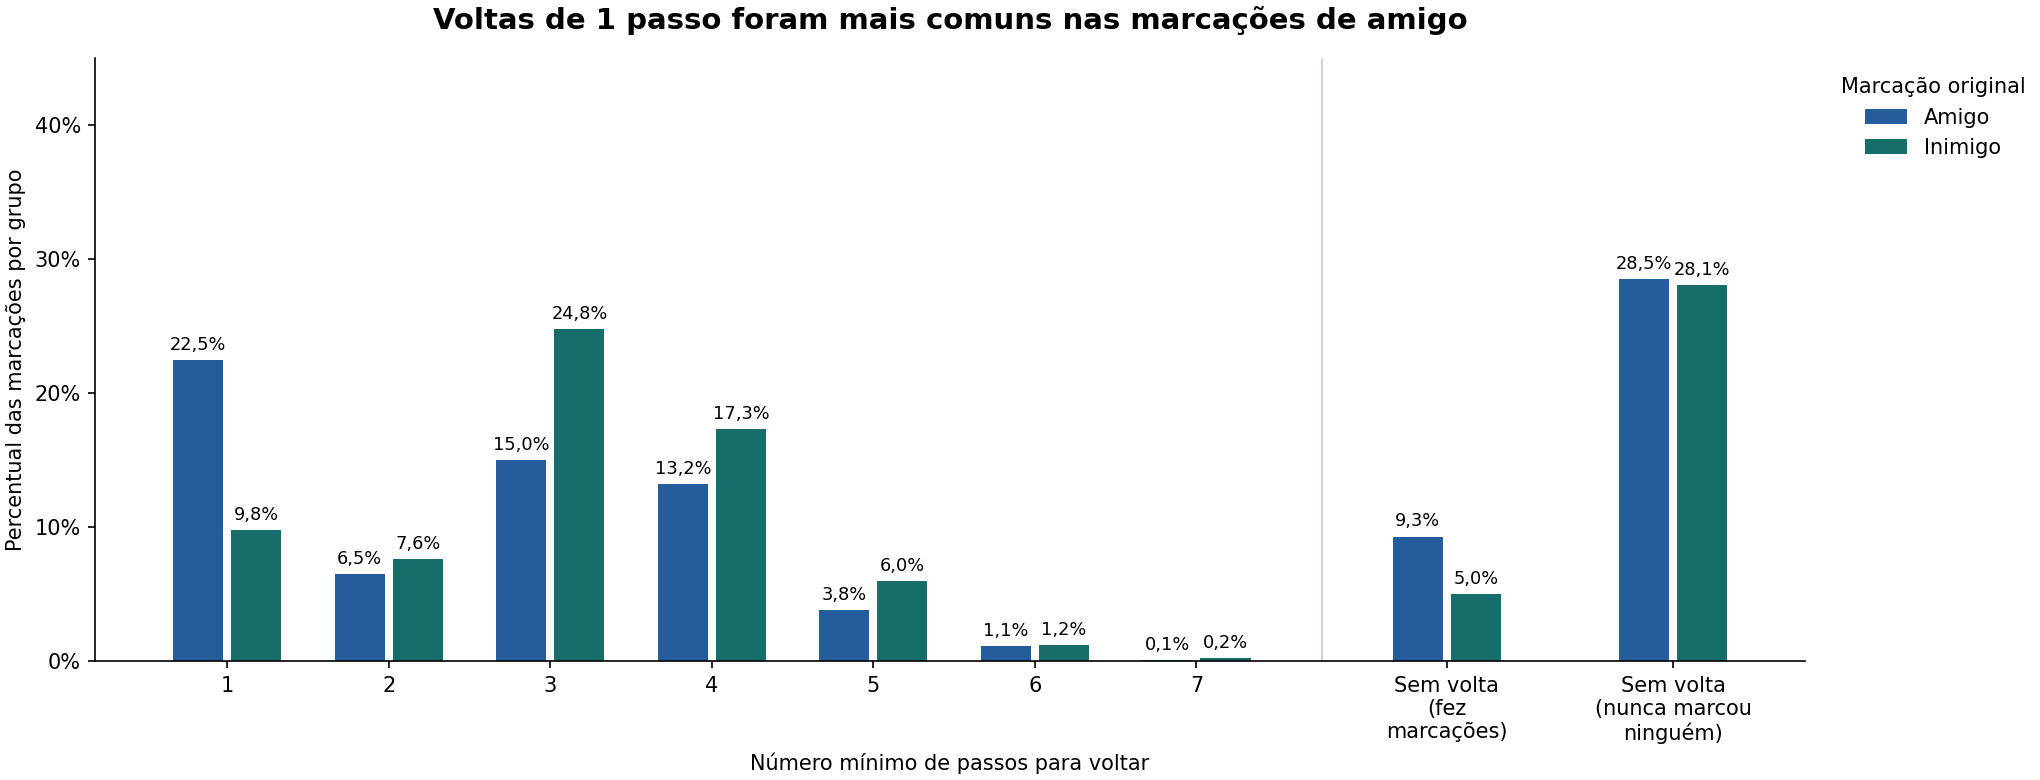 Voltas de 1 passo foram mais comuns nas marcações de amigo
Percentual das marcações por grupo
40%
30%
20%
10%
0%
22,5%
9,8%
6,5%
7,6%
15,0%
24,8%
13,2%
17,3%
3,8%
6,0%
1,1%
1,2%
0,1%
0,2%
9,3%
5,0%
28,5%
28,1%
1
2
3
4
5
6
7
Sem volta
(fez
marcações)
Sem volta
(nunca marcou
ninguém)
Número mínimo de passos para voltar
Marcação original
Amigo
Inimigo